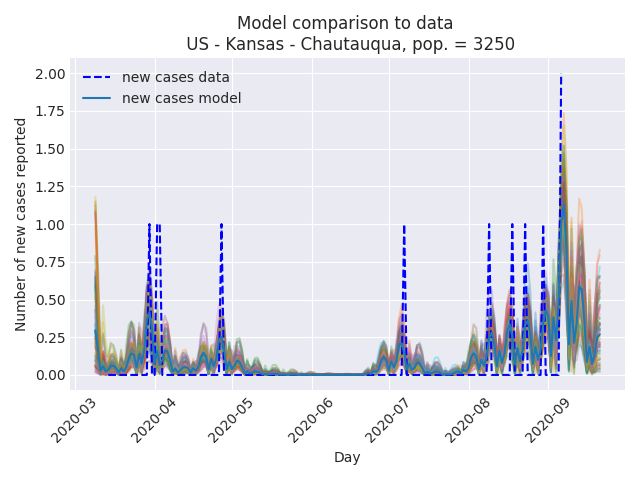 Model comparison to data
US - Kansas - Chautauqua, pop. = 3250
new cases data
new cases model
Number of new cases reported
2.00
1.75
1.50
1.25
1.00
0.75
0.50
0.25
0.00
2020-03
2020-04
2020-05
2020-06
2020-07
2020-08
2020-09
Day